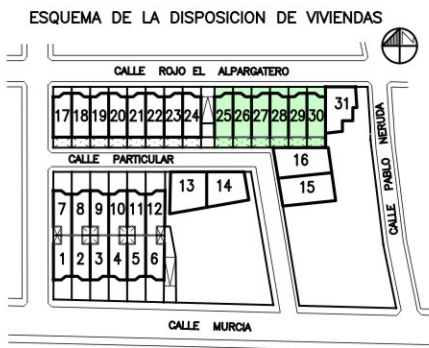 ESQUEMA DE LA DISPOSICION DE VIVIENDAS
CALLE ROJO EL ALPARGATERO
17 18 19 20 21 22 23 24 25 26 27 28 29 30 31
CALLE PARTICULAR
16
15
13 14
7 8 9 10 11 12
1 2 3 4 5 6
CALLE PABLO NERUDA
CALLE MURCIA